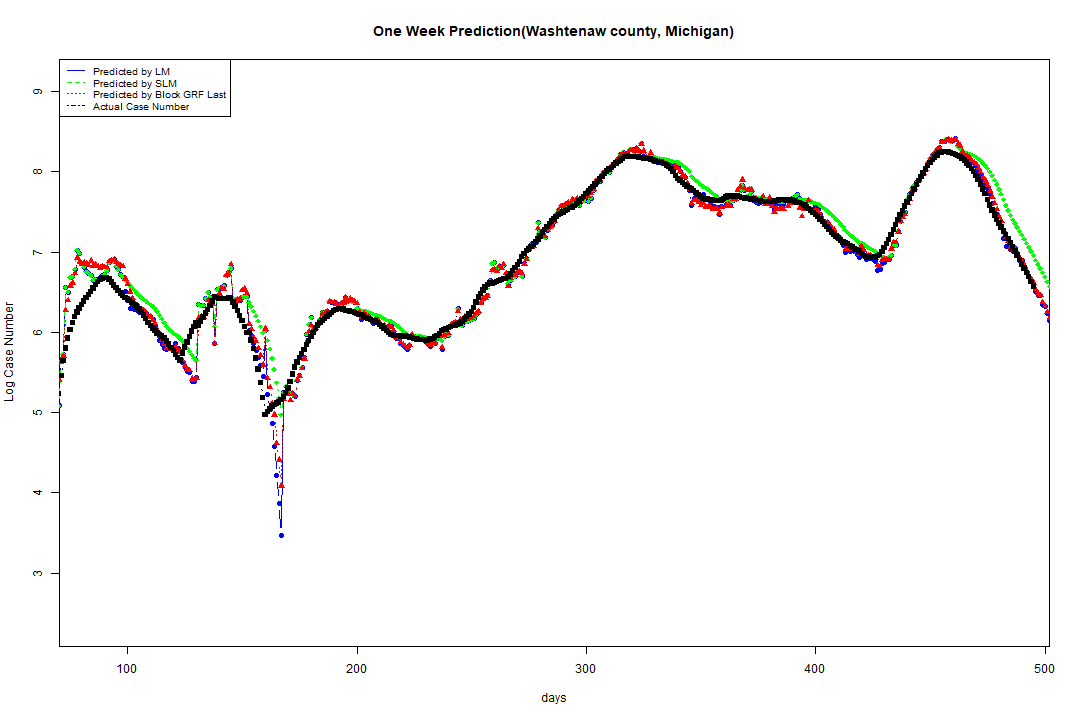 One Week Prediction(Washtenaw county, Michigan)
Predicted by LM
Predicted by SLM
Predicted by Block GRF Last
Actual Case Number
9
8
7
6
5
4
3
Log Case Number
100 200 300 400 500
days